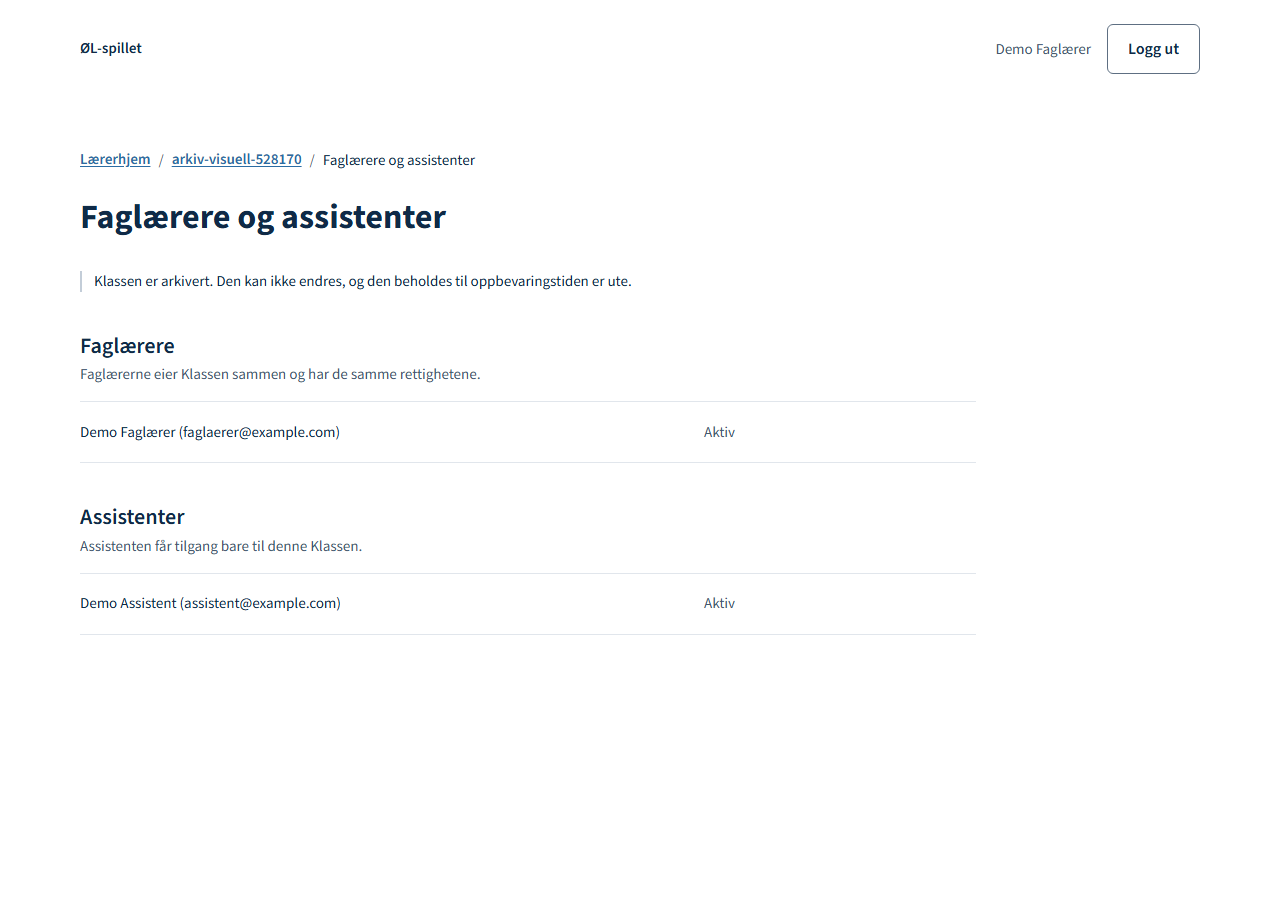 ØL-spillet
Demo Faglærer
Logg ut
Lærerhjem / arkiv-visuell-528170 / Faglærere og assistenter
Faglærere og assistenter
Klassen er arkivert. Den kan ikke endres, og den beholdes til oppbevaringstiden er ute.
Faglærere
Faglærerne eier Klassen sammen og har de samme rettighetene.
Demo Faglærer (faglaerer@example.com) Aktiv
Assistenter
Assistenten får tilgang bare til denne Klassen.
Demo Assistent (assistent@example.com) Aktiv